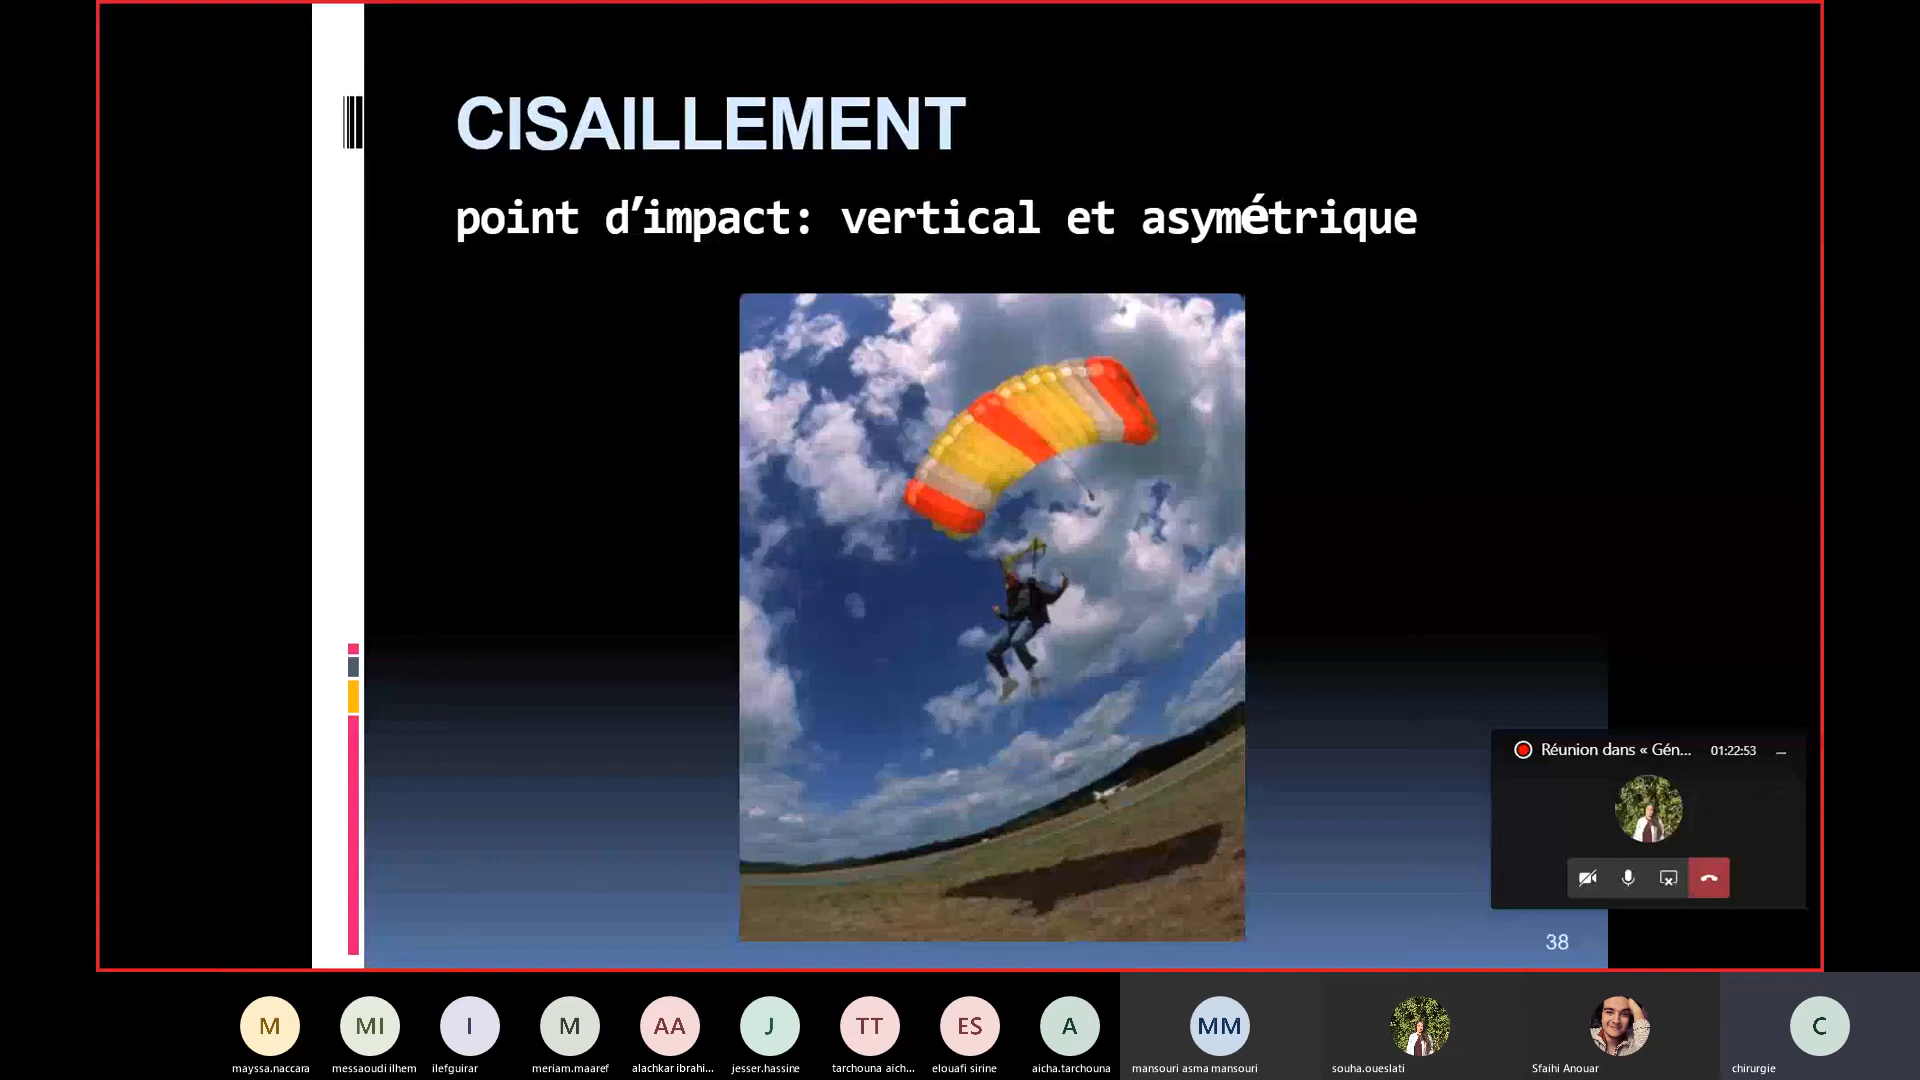 CISAILLEMENT
point d’impact: vertical et asymétrique
Réunion dans « Gén... 01:22:53
38
M MI I M AA J TT ES A MM C
mayssa.naccara messaoudi ilhem ilefguirar meriam.maaref alachkar ibrahi... jesser.hassine tarchouna aich... elouafi sirine aicha.tarchouna mansouri asma mansouri souha.oueslati Sfaihi Anouar chirurgie